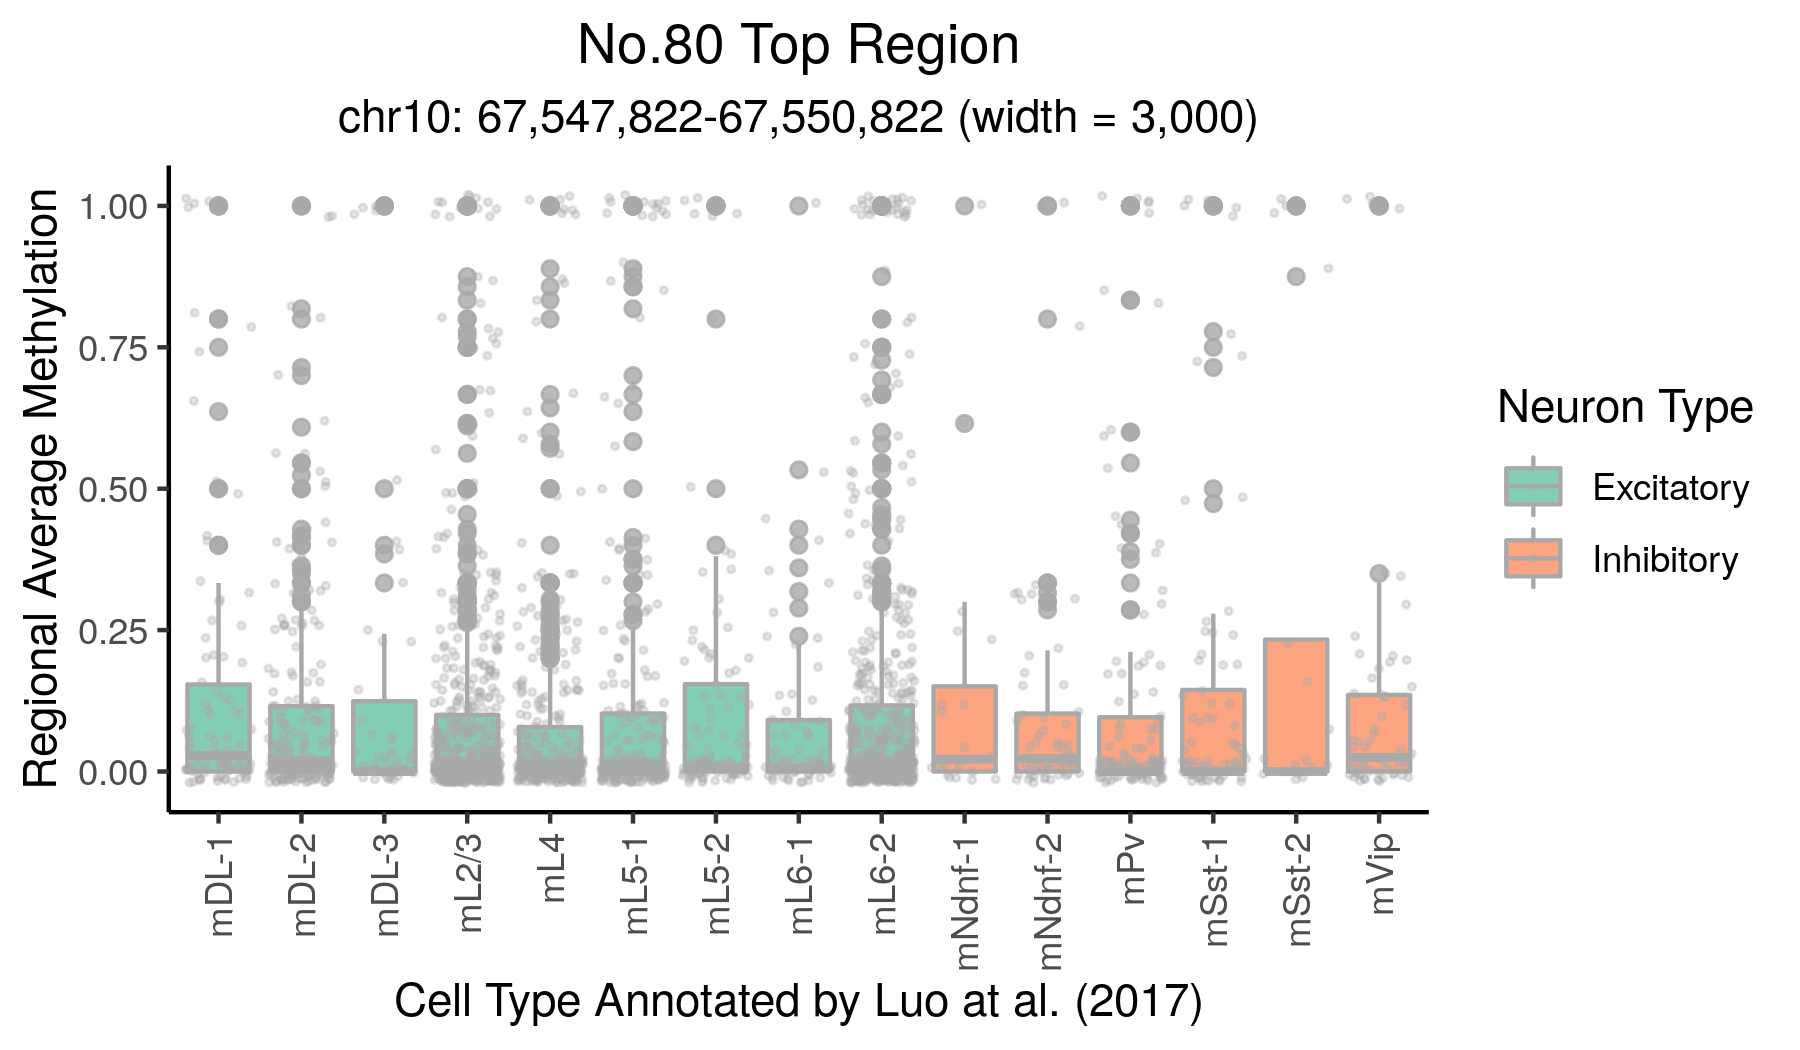 No.80 Top Region
chr10: 67,547,822-67,550,822 (width = 3,000)
Regional Average Methylation
1.00
0.75
0.50
0.25
0.00
mDL-1
mDL-2
mDL-3
mL2/3
mL4
mL5-1
mL5-2
mL6-1
mL6-2
mNdnf-1
mNdnf-2
mPv
mSst-1
mSst-2
mVip
Cell Type Annotated by Luo at al. (2017)
Neuron Type
Excitatory
Inhibitory